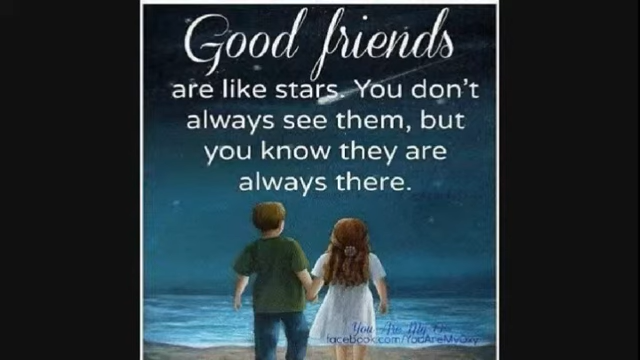 Good friends
are like stars. You don't
always see them, but
you know they are
always there.
You Are My
facebook.com/YouAreMyJoy